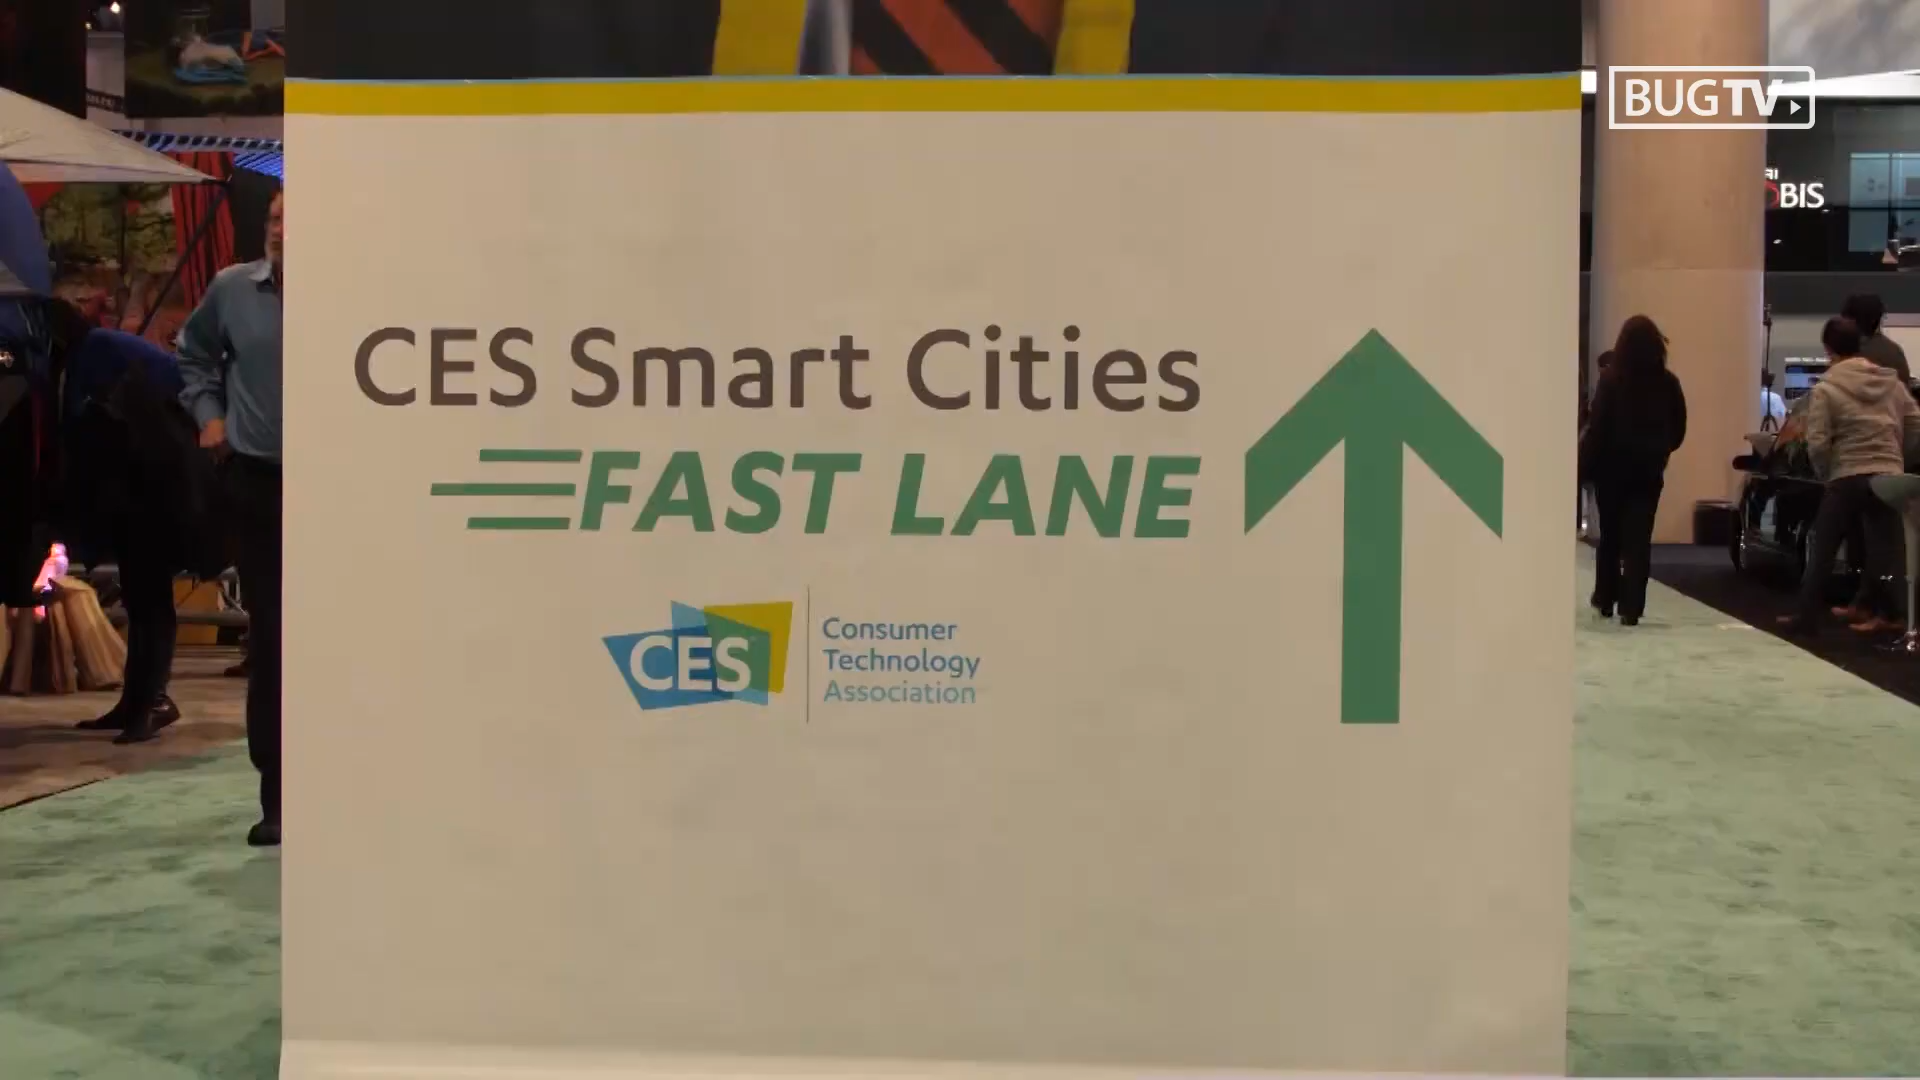 BUGTV
BIS
CES Smart Cities
FAST LANE
CES
Consumer
Technology
Association